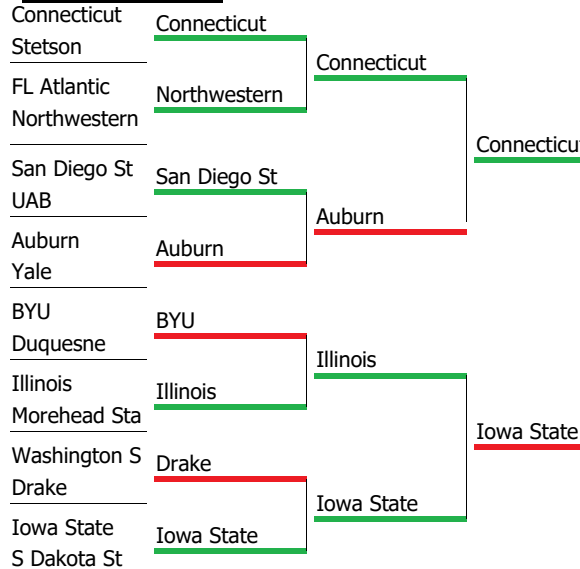 Connecticut
Stetson
FL Atlantic
Northwestern
San Diego St
UAB
Auburn
Yale
BYU
Duquesne
Illinois
Morehead Sta
Washington S
Drake
Iowa State
S Dakota St
Connecticut
Northwestern
San Diego St
Auburn
BYU
Illinois
Drake
Iowa State
Connecticut
Auburn
Illinois
Iowa State
Connecticut
Iowa State